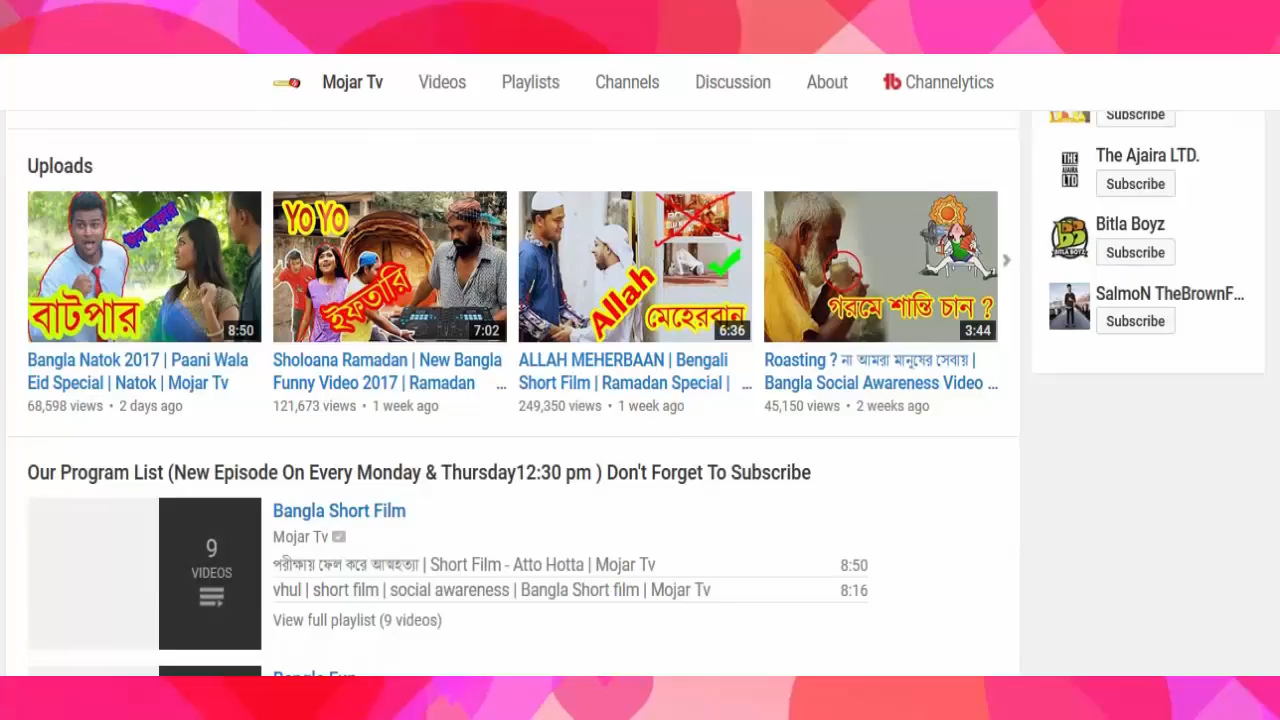 Mojar Tv Videos Playlists Channels Discussion About Channelytics
Subscribe
The Ajaira LTD.
Subscribe
Bitla Boyz
Subscribe
SalmoN TheBrownF...
Subscribe
Uploads
বাটপার
8:50
YO YO
ইফতারি
7:02
Allah
মেহেরবান
6:36
গরমে শান্তি চান ?
3:44
Bangla Natok 2017 | Paani Wala
Eid Special | Natok | Mojar Tv
68,598 views • 2 days ago
Sholoana Ramadan | New Bangla
Funny Video 2017 | Ramadan ...
121,673 views • 1 week ago
ALLAH MEHERBAAN | Bengali
Short Film | Ramadan Special | ...
249,350 views • 1 week ago
Roasting ? না আমরা মানুষের সেবায় |
Bangla Social Awareness Video ...
45,150 views • 2 weeks ago
Our Program List (New Episode On Every Monday & Thursday12:30 pm ) Don't Forget To Subscribe
9
VIDEOS
Bangla Short Film
Mojar Tv
পরীক্ষায় ফেল করে আত্মহত্যা | Short Film - Atto Hotta | Mojar Tv 8:50
vhul | short film | social awareness | Bangla Short film | Mojar Tv 8:16
View full playlist (9 videos)